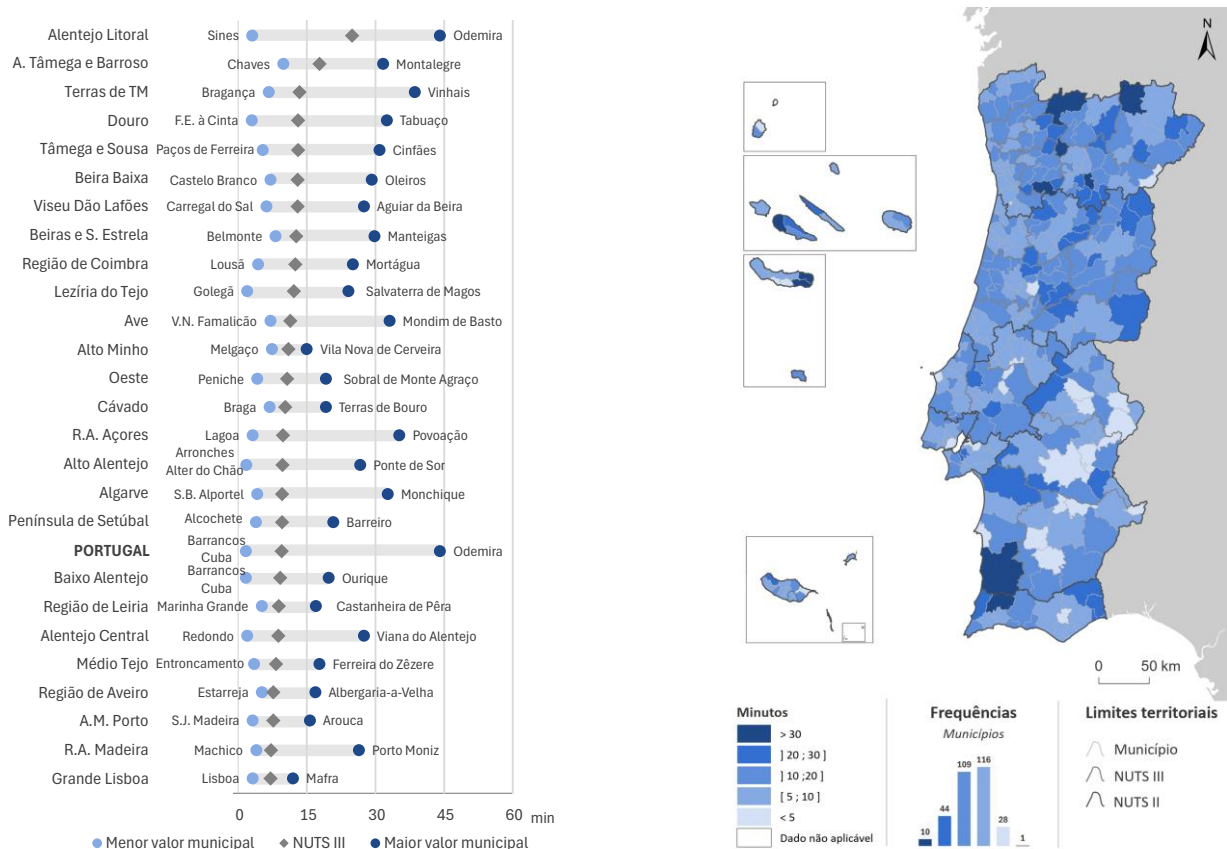 Alentejo Litoral Sines Odemira
A. Tâmega e Barroso Chaves Montalegre
Terras de TM Bragança Vinhais
Douro F.E. à Cinta Tabuaço
Tâmega e Sousa Paços de Ferreira Cinfães
Beira Baixa Castelo Branco Oleiros
Viseu Dão Lafões Carregal do Sal Aguiar da Beira
Beiras e S. Estrela Belmonte Manteigas
Região de Coimbra Lousã Mortágua
Lezíria do Tejo Golegã Salvaterra de Magos
Ave V.N. Famalicão Mondim de Basto
Alto Minho Melgaço Vila Nova de Cerveira
Oeste Peniche Sobral de Monte Agraço
Cávado Braga Terras de Bouro
R.A. Açores Lagoa Povoação
Alto Alentejo Arronches Alter do Chão Ponte de Sor
Algarve S.B. Alportel Monchique
Península de Setúbal Alcochete Barreiro
PORTUGAL Barrancos Cuba Odemira
Baixo Alentejo Barrancos Cuba Ourique
Região de Leiria Marinha Grande Castanheira de Pêra
Alentejo Central Redondo Viana do Alentejo
Médio Tejo Entroncamento Ferreira do Zêzere
Região de Aveiro Estarreja Albergaria-a-Velha
A.M. Porto S.J. Madeira Arouca
R.A. Madeira Machico Porto Moniz
Grande Lisboa Lisboa Mafra
0 15 30 45 60 min
Menor valor municipal NUTS III Maior valor municipal
N
0 50 km
Minutos
> 30
] 20 ; 30 ]
] 10 ;20 ]
[ 5 ; 10 ]
< 5
Dado não aplicável
Frequências
Municípios
10 44 109 116 28 1
Limites territoriais
Município
NUTS III
NUTS II